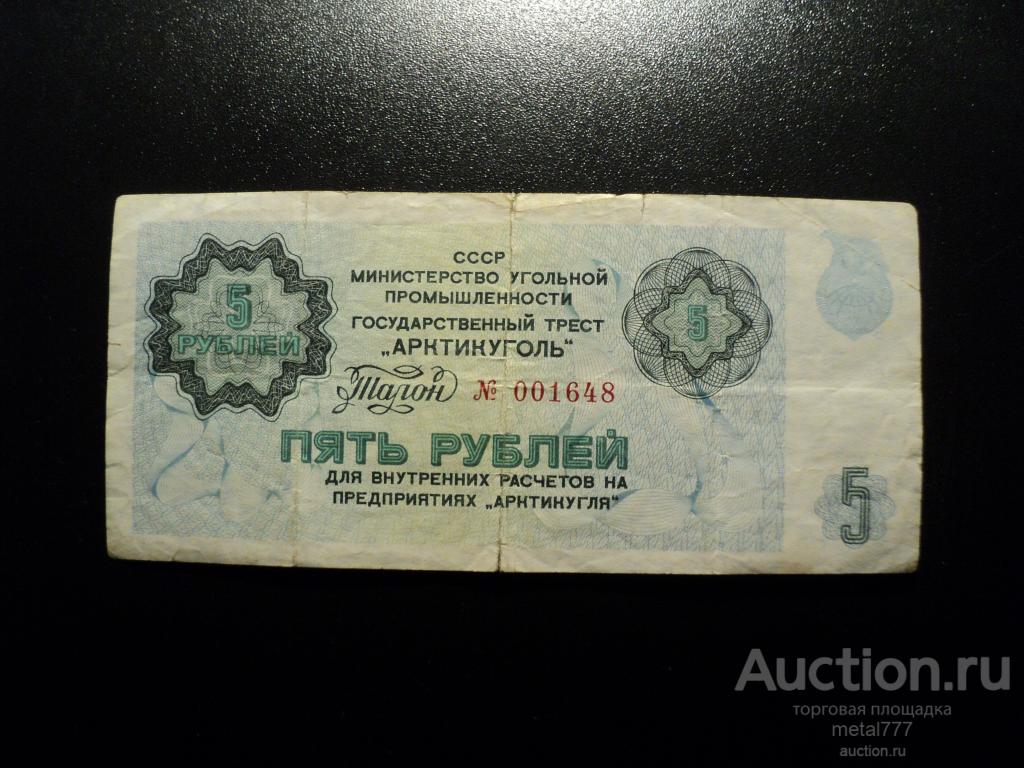 СССР
МИНИСТЕРСТВО УГОЛЬНОЙ
ПРОМЫШЛЕННОСТИ
ГОСУДАРСТВЕННЫЙ ТРЕСТ
„АРКТИКУГОЛЬ“
5
РУБЛЕЙ
5
Талон № 001648
ПЯТЬ РУБЛЕЙ
ДЛЯ ВНУТРЕННИХ РАСЧЕТОВ НА
ПРЕДПРИЯТИЯХ „АРКТИКУГЛЯ“
5
Auction.ru
торговая площадка
metal777
auction.ru